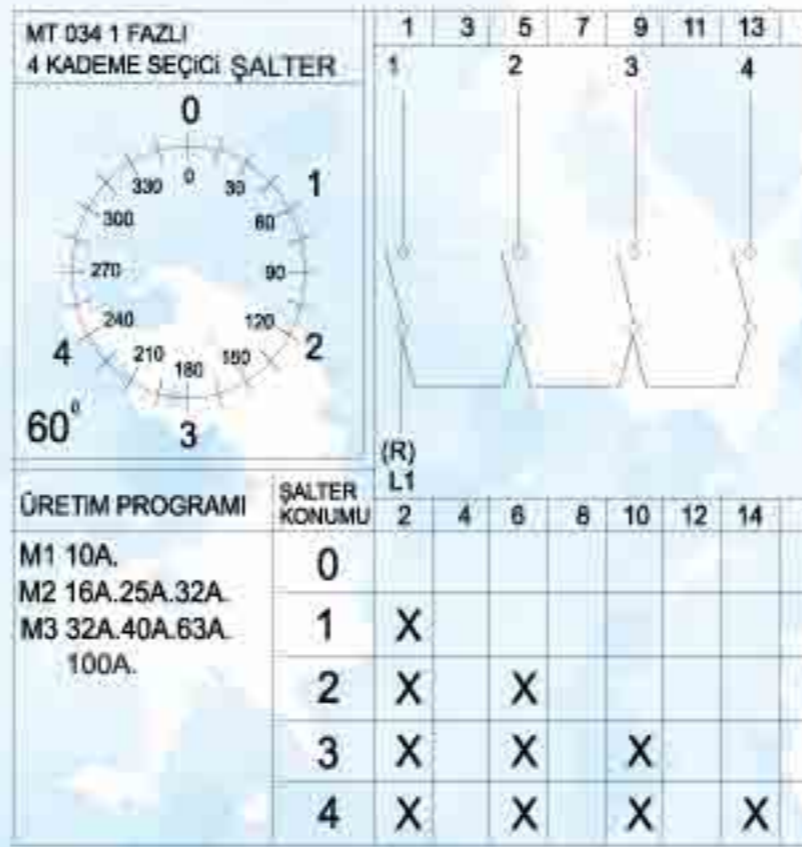 MT 034 1 FAZLI
4 KADEME SEÇİCİ ŞALTER
0
1
2
3
4
0
30
60
90
120
150
180
210
240
270
300
330
60°
1 3 5 7 9 11 13
1 2 3 4
(R)
L1
ÜRETİM PROGRAMI
ŞALTER
KONUMU
2 4 6 8 10 12 14
M1 10A.
M2 16A.25A.32A.
M3 32A.40A.63A.
100A.
0
1 X
2 X X
3 X X X
4 X X X X